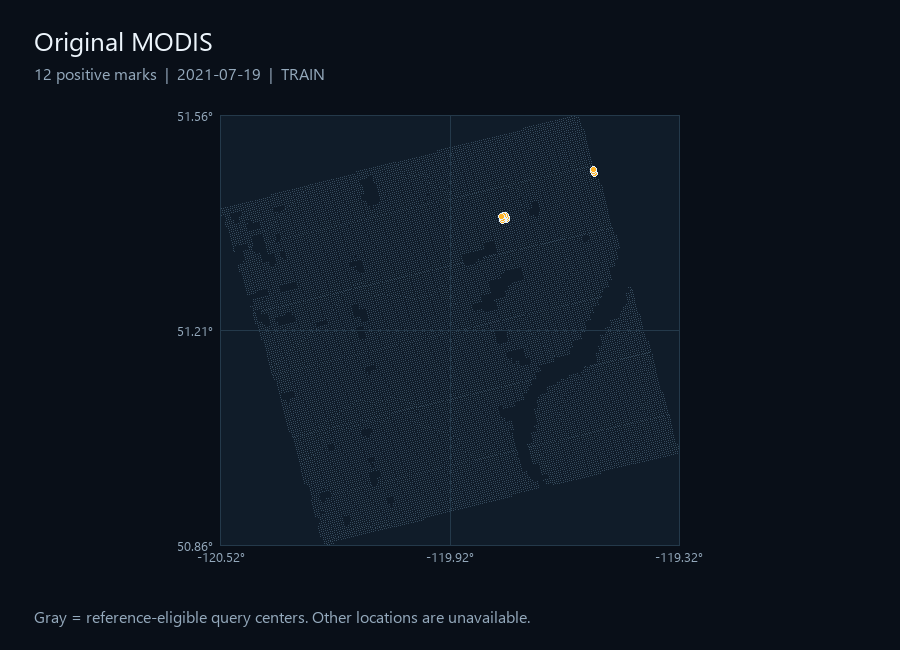 Original MODIS
12 positive marks | 2021-07-19 | TRAIN
51.56°
51.21°
50.86°
-120.52°
-119.92°
-119.32°
Gray = reference-eligible query centers. Other locations are unavailable.